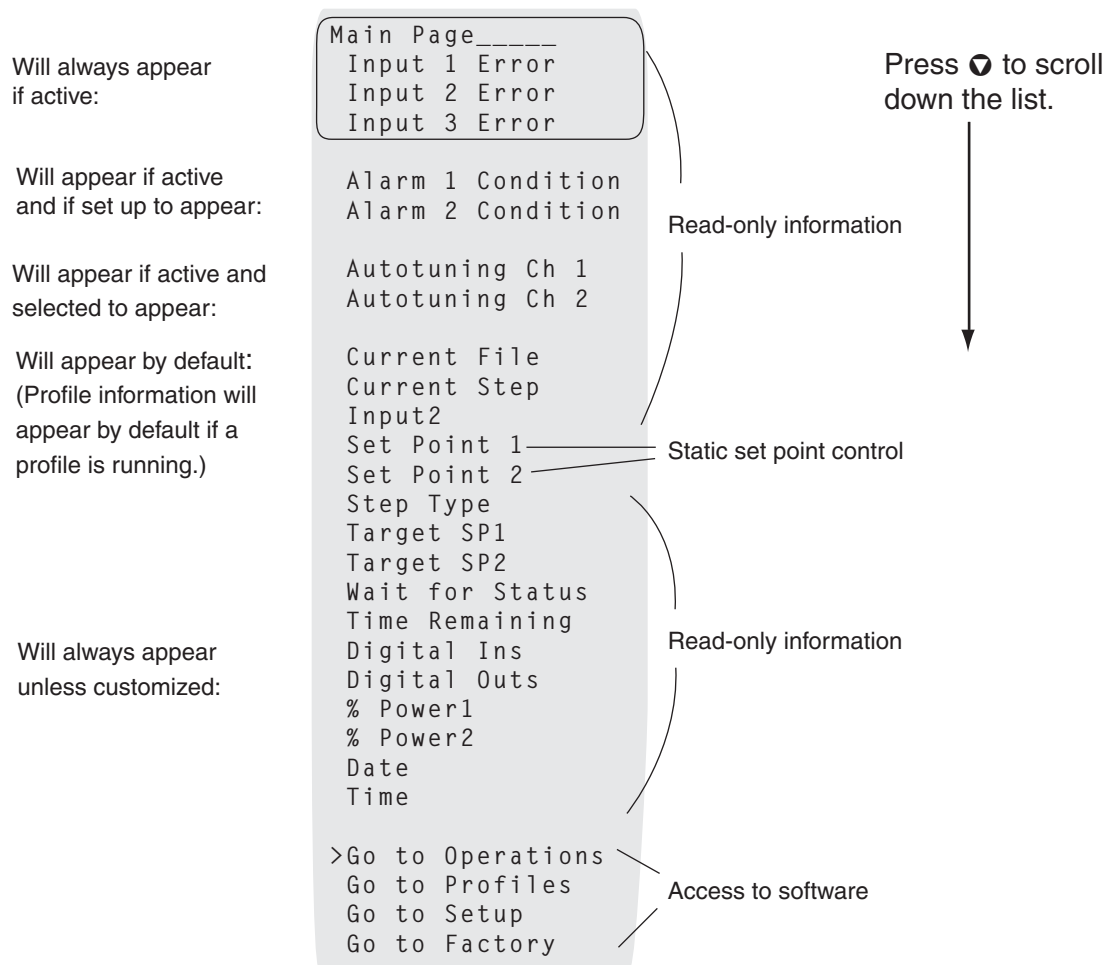 Main Page_____
Will always appear
if active:
Input 1 Error
Input 2 Error
Input 3 Error
Press to scroll
down the list.
Will appear if active
and if set up to appear:
Alarm 1 Condition
Alarm 2 Condition
Read-only information
Will appear if active and
selected to appear:
Autotuning Ch 1
Autotuning Ch 2
Will appear by default:
(Profile information will
appear by default if a
profile is running.)
Current File
Current Step
Input2
Set Point 1
Set Point 2
Static set point control
Step Type
Target SP1
Target SP2
Wait for Status
Time Remaining
Digital Ins
Digital Outs
% Power1
% Power2
Date
Time
Read-only information
Will always appear
unless customized:
>Go to Operations
Go to Profiles
Go to Setup
Go to Factory
Access to software